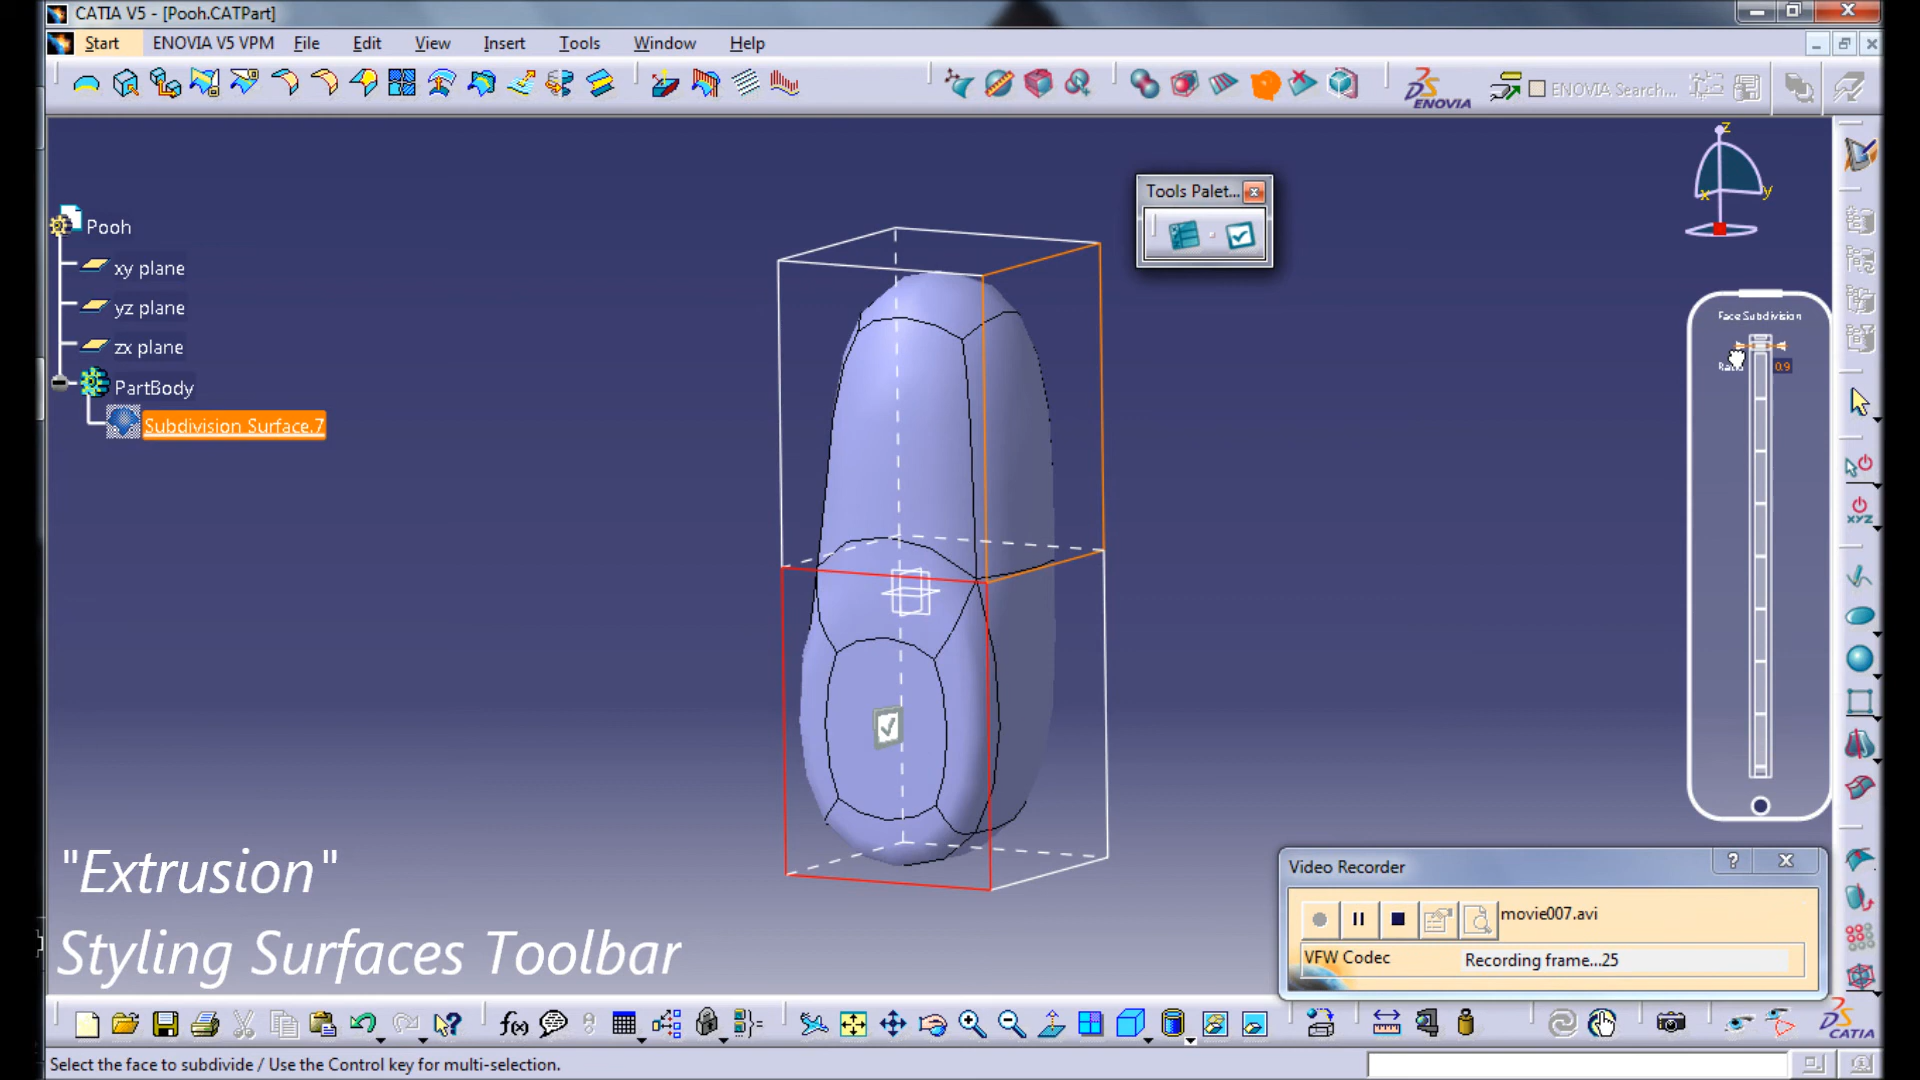 CATIA V5 - [Pooh.CATPart]
Start ENOVIA V5 VPM File Edit View Insert Tools Window Help
ENOVIA
ENOVIA Search...
z
x
y
Tools Palet...
Pooh
xy plane
yz plane
zx plane
PartBody
Subdivision Surface.7
Face Subdivision
0.9
XYZ
"Extrusion"
Styling Surfaces Toolbar
Video Recorder
movie007.avi
VFW Codec
Recording frame...25
f(x)
CATIA
Select the face to subdivide / Use the Control key for multi-selection.